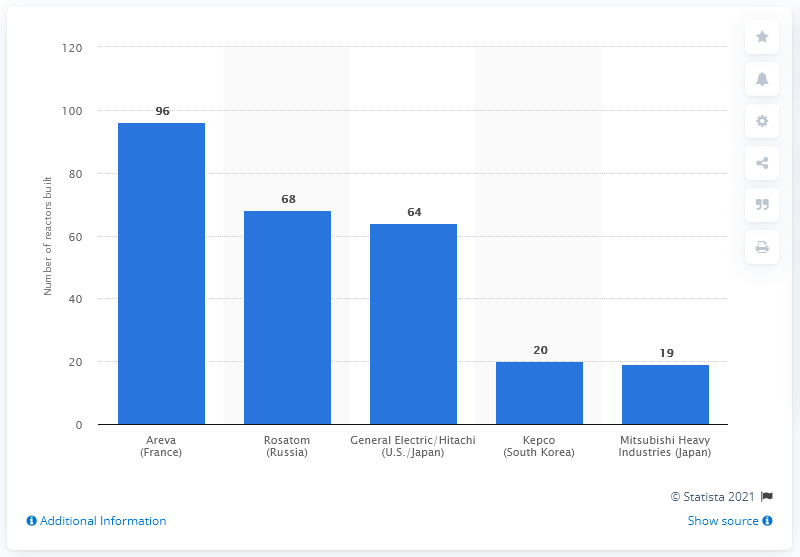 Number of reactors built
120
100
80
60
40
20
0
96
68
64
20
19
Areva
(France)
Rosatom
(Russia)
General Electric/Hitachi
(U.S./Japan)
Kepco
(South Korea)
Mitsubishi Heavy
Industries (Japan)
© Statista 2021
Additional Information
Show source